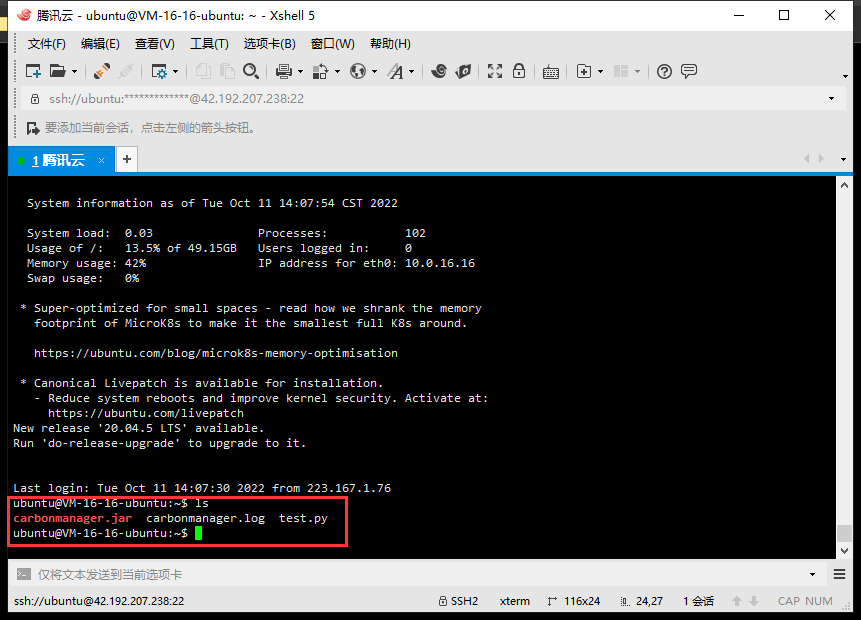 腾讯云 - ubuntu@VM-16-16-ubuntu: ~ - Xshell 5
文件(F) 编辑(E) 查看(V) 工具(T) 选项卡(B) 窗口(W) 帮助(H)
ssh://ubuntu:*************@42.192.207.238:22
要添加当前会话，点击左侧的箭头按钮。
1 腾讯云 × +
System information as of Tue Oct 11 14:07:54 CST 2022
System load: 0.03 Processes: 102
Usage of /: 13.5% of 49.15GB Users logged in: 0
Memory usage: 42% IP address for eth0: 10.0.16.16
Swap usage: 0%
* Super-optimized for small spaces - read how we shrank the memory
footprint of MicroK8s to make it the smallest full K8s around.
https://ubuntu.com/blog/microk8s-memory-optimisation
* Canonical Livepatch is available for installation.
- Reduce system reboots and improve kernel security. Activate at:
https://ubuntu.com/livepatch
New release '20.04.5 LTS' available.
Run 'do-release-upgrade' to upgrade to it.
Last login: Tue Oct 11 14:07:30 2022 from 223.167.1.76
ubuntu@VM-16-16-ubuntu:~$ ls
carbonmanager.jar carbonmanager.log test.py
ubuntu@VM-16-16-ubuntu:~$
仅将文本发送到当前选项卡
ssh://ubuntu@42.192.207.238:22 SSH2 xterm 116x24 24,27 1 会话 CAP NUM